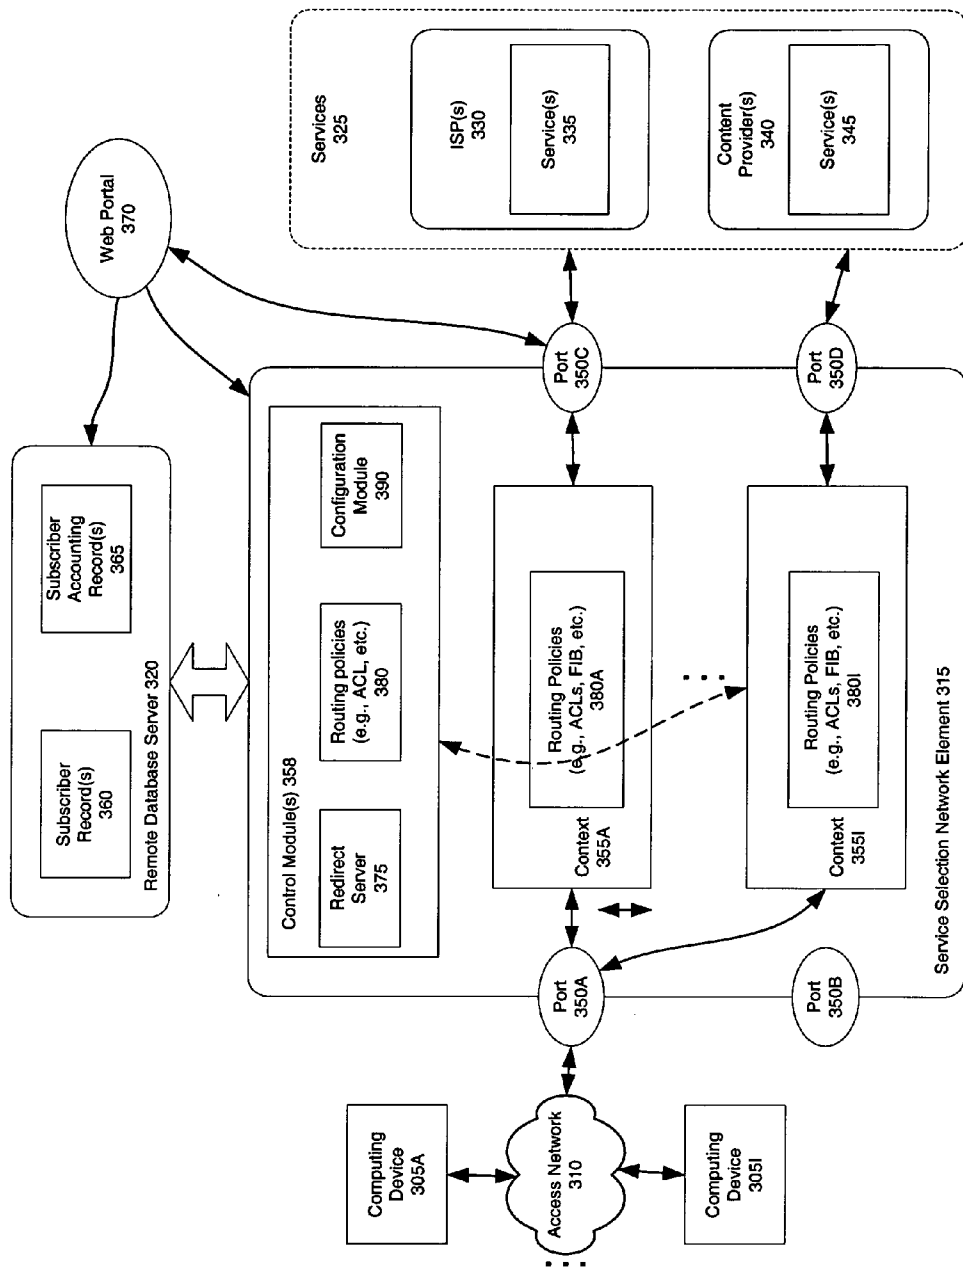 Subscriber
Record(s)
360
Subscriber
Accounting
Record(s)
365
Remote Database Server 320
Web Portal
370
Computing
Device
305A
Access Network
310
Computing
Device
305I
Control Module(s) 358
Redirect
Server
375
Routing policies
(e.g., ACL, etc.)
380
Configuration
Module
390
Port
350A
Port
350B
Context
355A
Routing Policies
(e.g., ACLs, FIB, etc.)
380A
Context
355I
Routing Policies
(e.g., ACLs, FIB, etc.)
380I
Service Selection Network Element 315
Port
350C
Port
350D
Services
325
ISP(s)
330
Service(s)
335
Content
Provider(s)
340
Service(s)
345